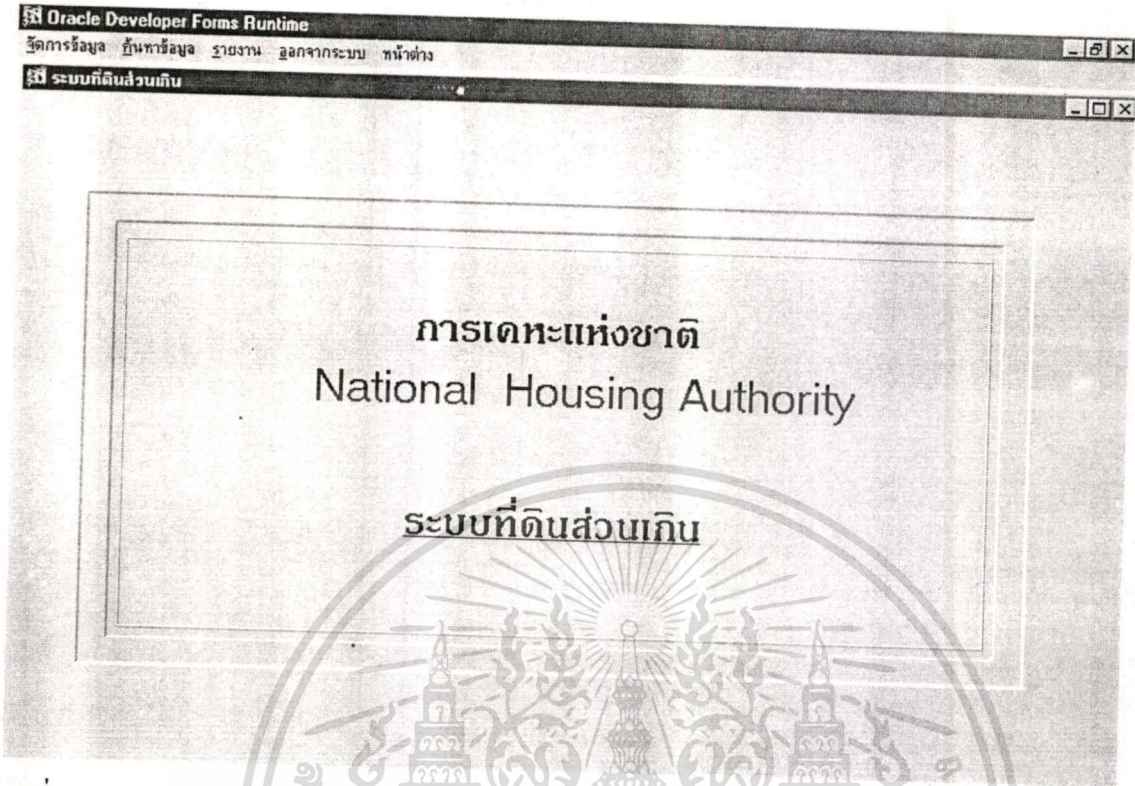 Oracle Developer Forms Runtime
จัดการข้อมูล ค้นหาข้อมูล รายงาน ออกจากระบบ หน้าต่าง
ระบบที่ดินส่วนเกิน
การเคหะแห่งชาติ
National Housing Authority
ระบบที่ดินส่วนเกิน